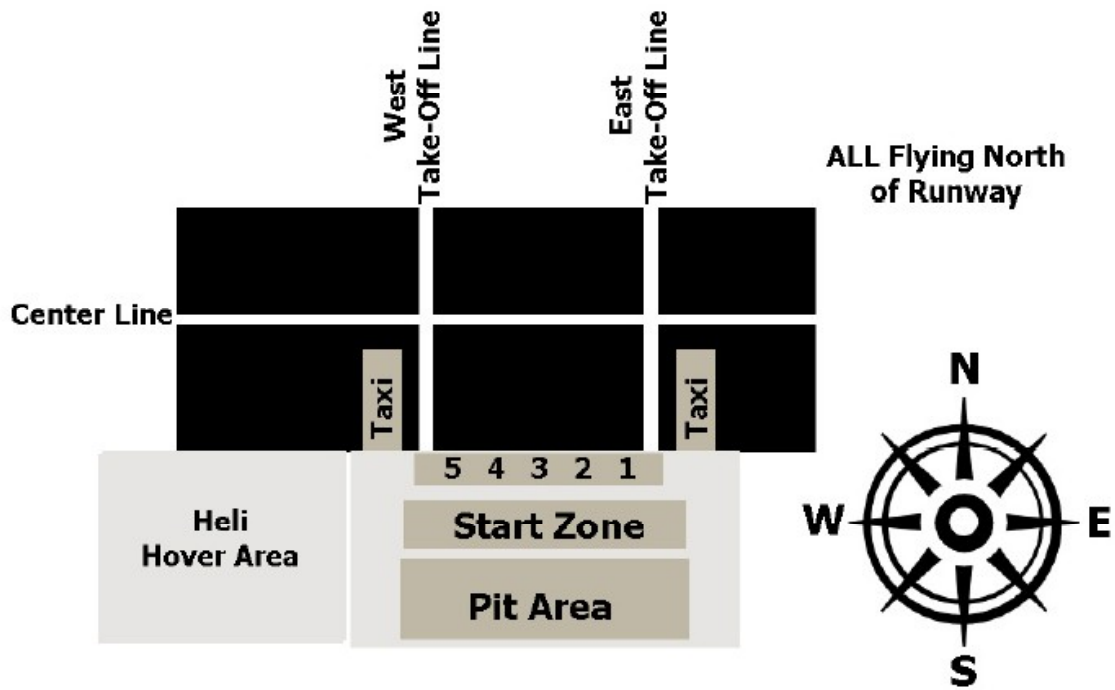 West
Take-Off Line
East
Take-Off Line
ALL Flying North
of Runway
Center Line
Taxi
Taxi
5 4 3 2 1
Start Zone
Pit Area
Heli
Hover Area
N
W
E
S